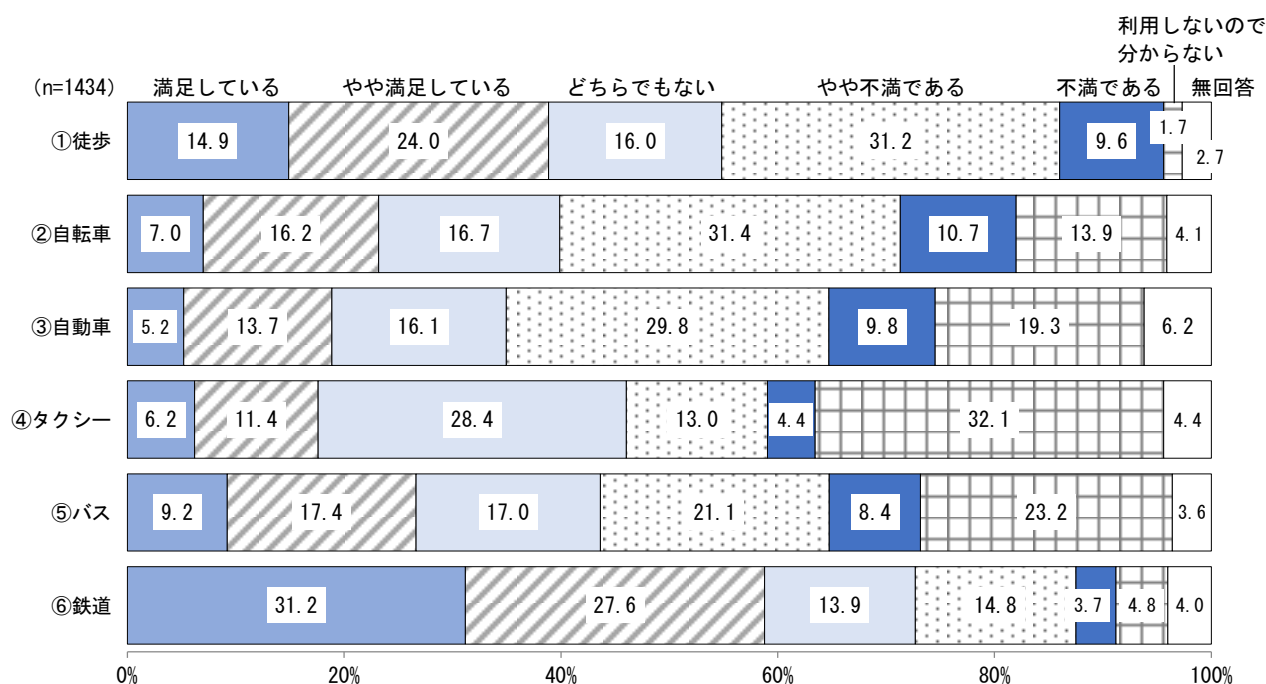 利用しないので
分からない
(n=1434) 満足している やや満足している どちらでもない やや不満である 不満である 無回答
①徒歩 14.9 24.0 16.0 31.2 9.6 1.7 2.7
②自転車 7.0 16.2 16.7 31.4 10.7 13.9 4.1
③自動車 5.2 13.7 16.1 29.8 9.8 19.3 6.2
④タクシー 6.2 11.4 28.4 13.0 4.4 32.1 4.4
⑤バス 9.2 17.4 17.0 21.1 8.4 23.2 3.6
⑥鉄道 31.2 27.6 13.9 14.8 3.7 4.8 4.0
0% 20% 40% 60% 80% 100%